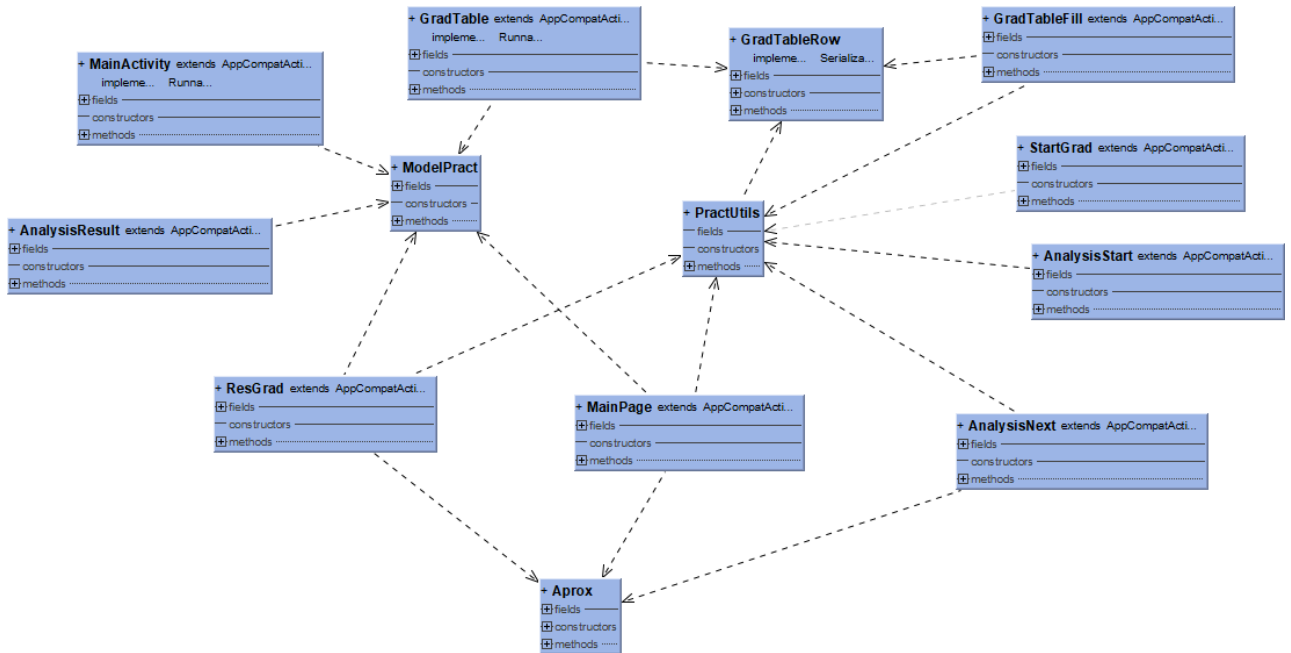 + GradTable extends AppCompatActi...
impleme... Runna...
fields
constructors
methods
+ GradTableRow
impleme... Serializa...
fields
constructors
methods
+ GradTableFill extends AppCompatActi...
fields
constructors
methods
+ MainActivity extends AppCompatActi...
impleme... Runna...
fields
constructors
methods
+ ModelPract
fields
constructors
methods
+ StartGrad extends AppCompatActi...
fields
constructors
methods
+ PractUtils
fields
constructors
methods
+ AnalysisResult extends AppCompatActi...
fields
constructors
methods
+ AnalysisStart extends AppCompatActi...
fields
constructors
methods
+ ResGrad extends AppCompatActi...
fields
constructors
methods
+ MainPage extends AppCompatActi...
fields
constructors
methods
+ AnalysisNext extends AppCompatActi...
fields
constructors
methods
+ Aprox
fields
constructors
methods